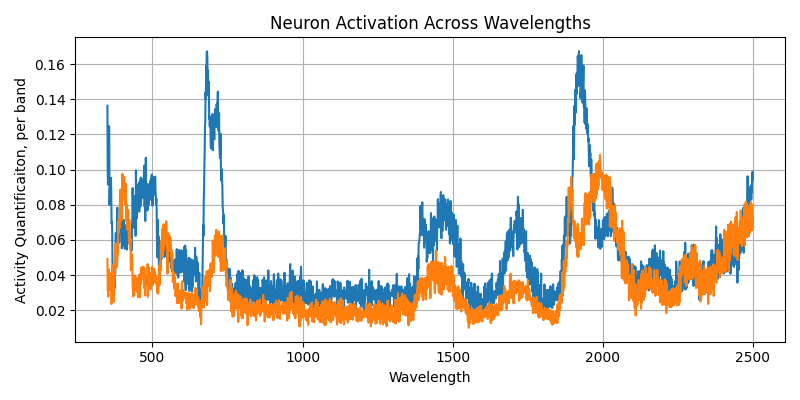 Neuron Activation Across Wavelengths
Activity Quantificaiton, per band
0.16
0.14
0.12
0.10
0.08
0.06
0.04
0.02
500 1000 1500 2000 2500
Wavelength